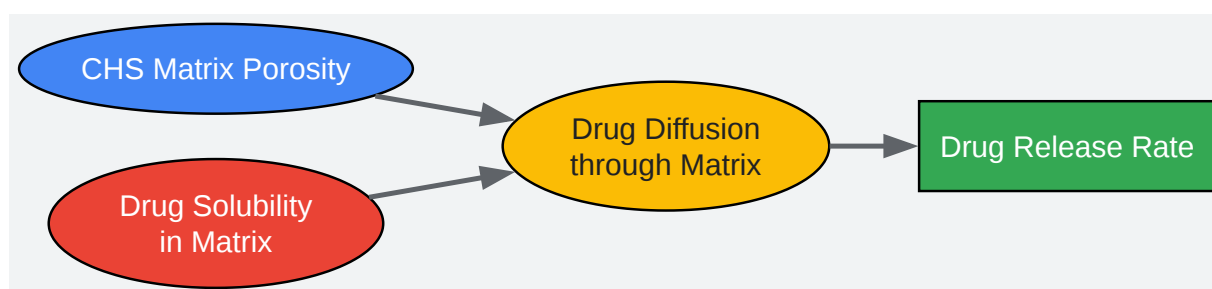 CHS Matrix Porosity
Drug Solubility
in Matrix
Drug Diffusion
through Matrix
Drug Release Rate